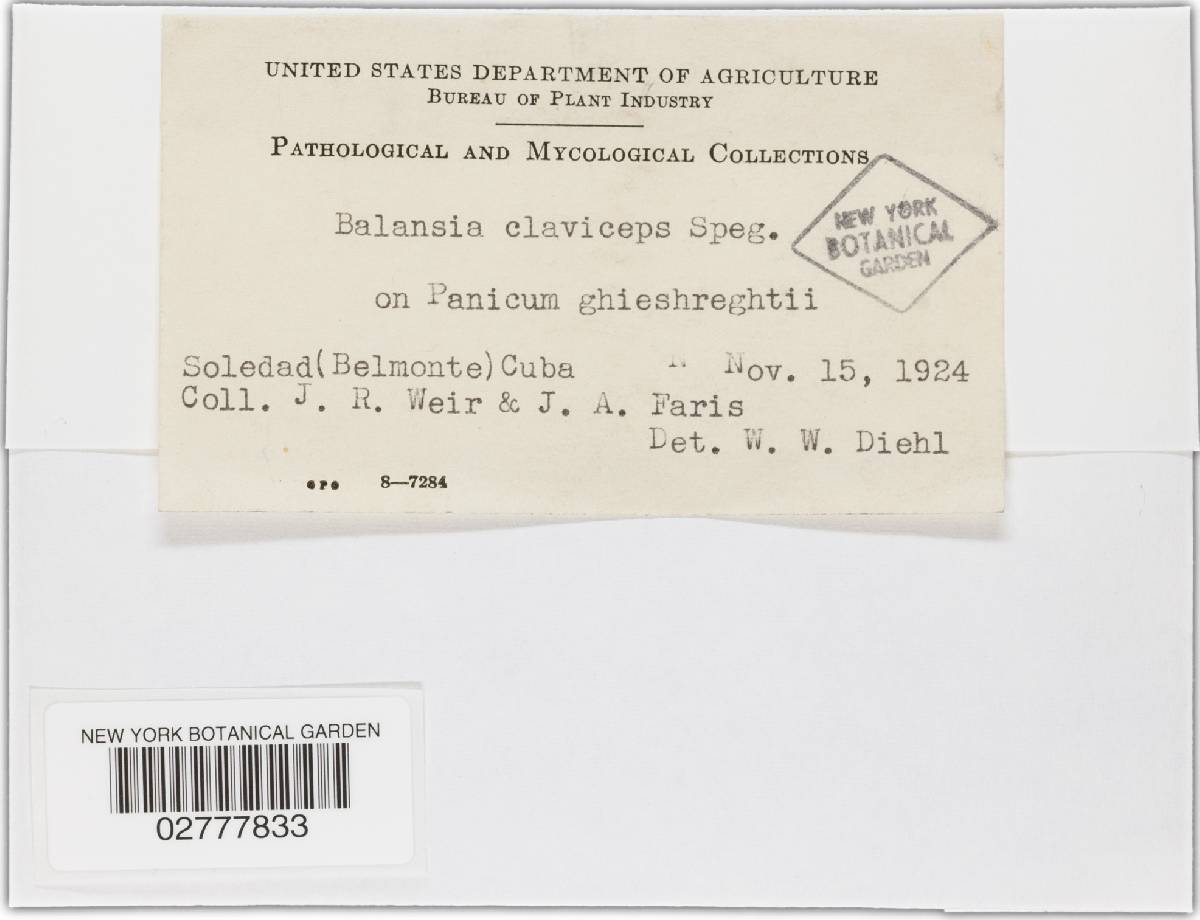 UNITED STATES DEPARTMENT OF AGRICULTURE
BUREAU OF PLANT INDUSTRY
PATHOLOGICAL AND MYCOLOGICAL COLLECTIONS
NEW YORK
BOTANICAL
GARDEN
Balansia claviceps Speg.
on Panicum ghieshreghtii
Soledad(Belmonte)Cuba N Nov. 15, 1924
Coll. J. R. Weir & J. A. Faris
Det. W. W. Diehl
GPO 8—7284
NEW YORK BOTANICAL GARDEN
02777833